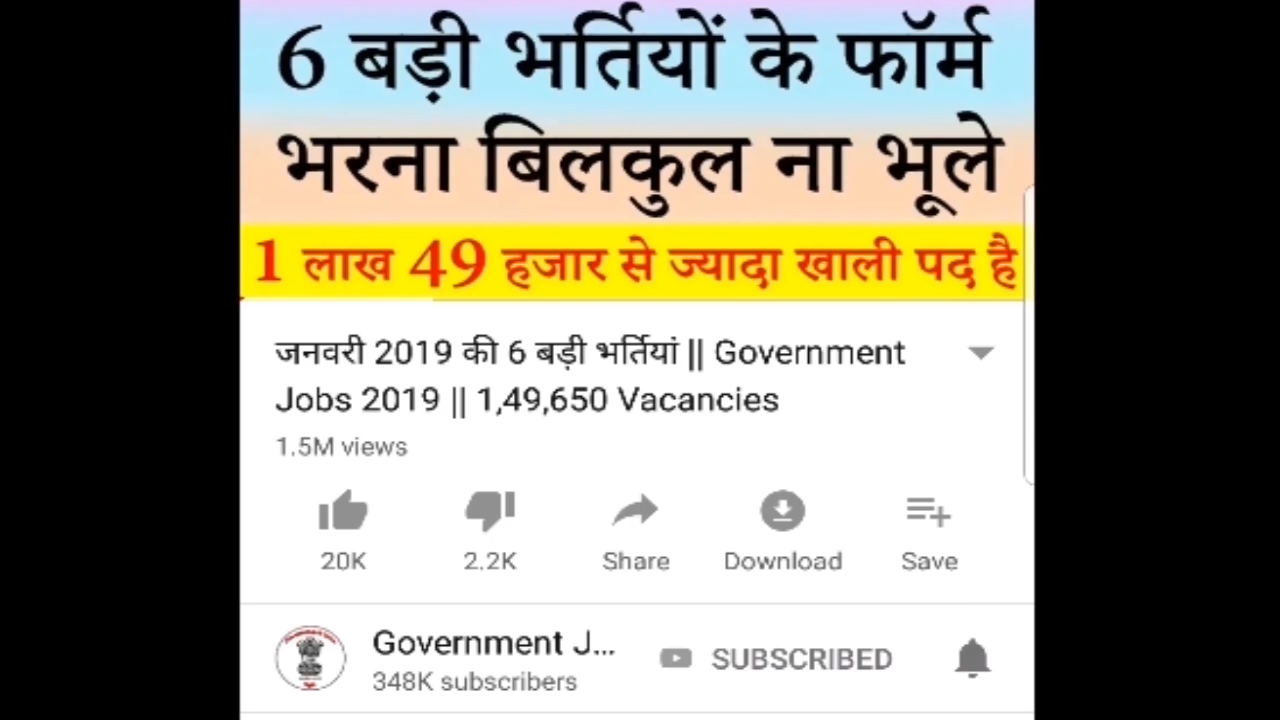 6 बड़ी भर्तियों के फॉर्म
भरना बिलकुल ना भूले
1 लाख 49 हजार से ज्यादा खाली पद है
जनवरी 2019 की 6 बड़ी भर्तियां || Government
Jobs 2019 || 1,49,650 Vacancies
1.5M views
20K 2.2K Share Download Save
Government J... SUBSCRIBED
348K subscribers